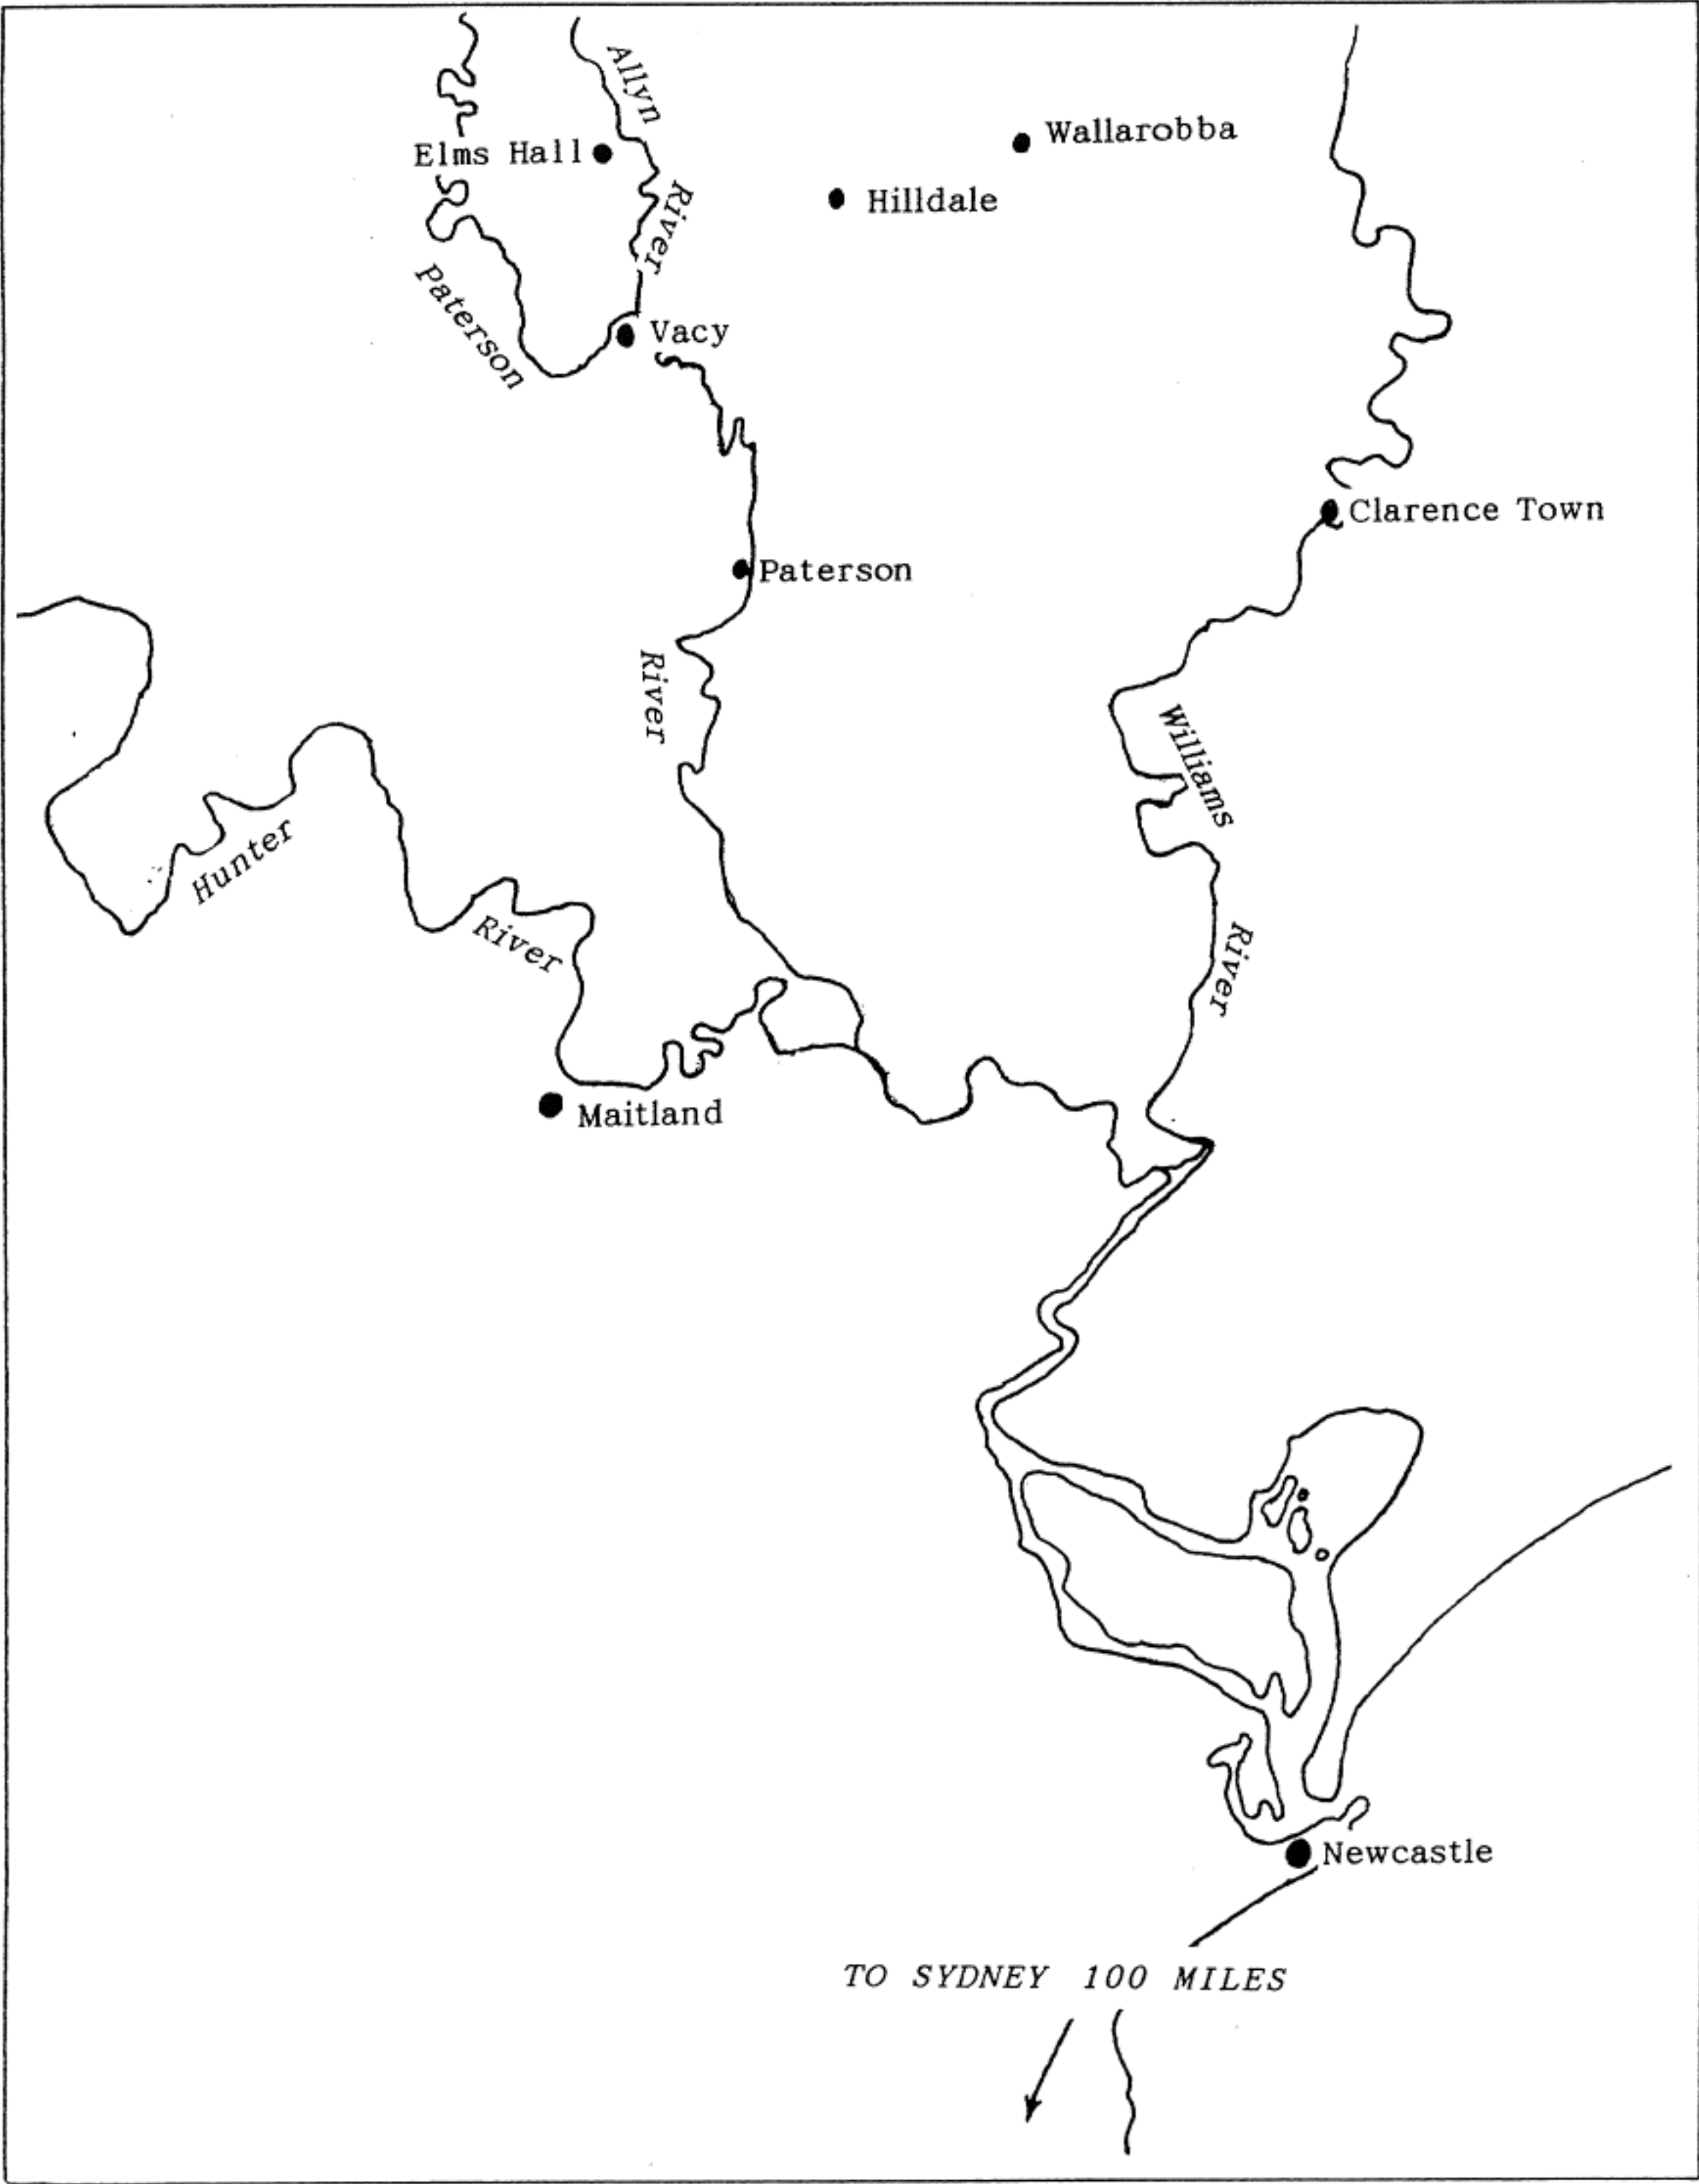 Allyn
River
Elms Hall
Wallarobba
Hilldale
Paterson
Vacy
Clarence Town
Paterson
River
Williams
River
Hunter
River
Maitland
Newcastle
TO SYDNEY 100 MILES